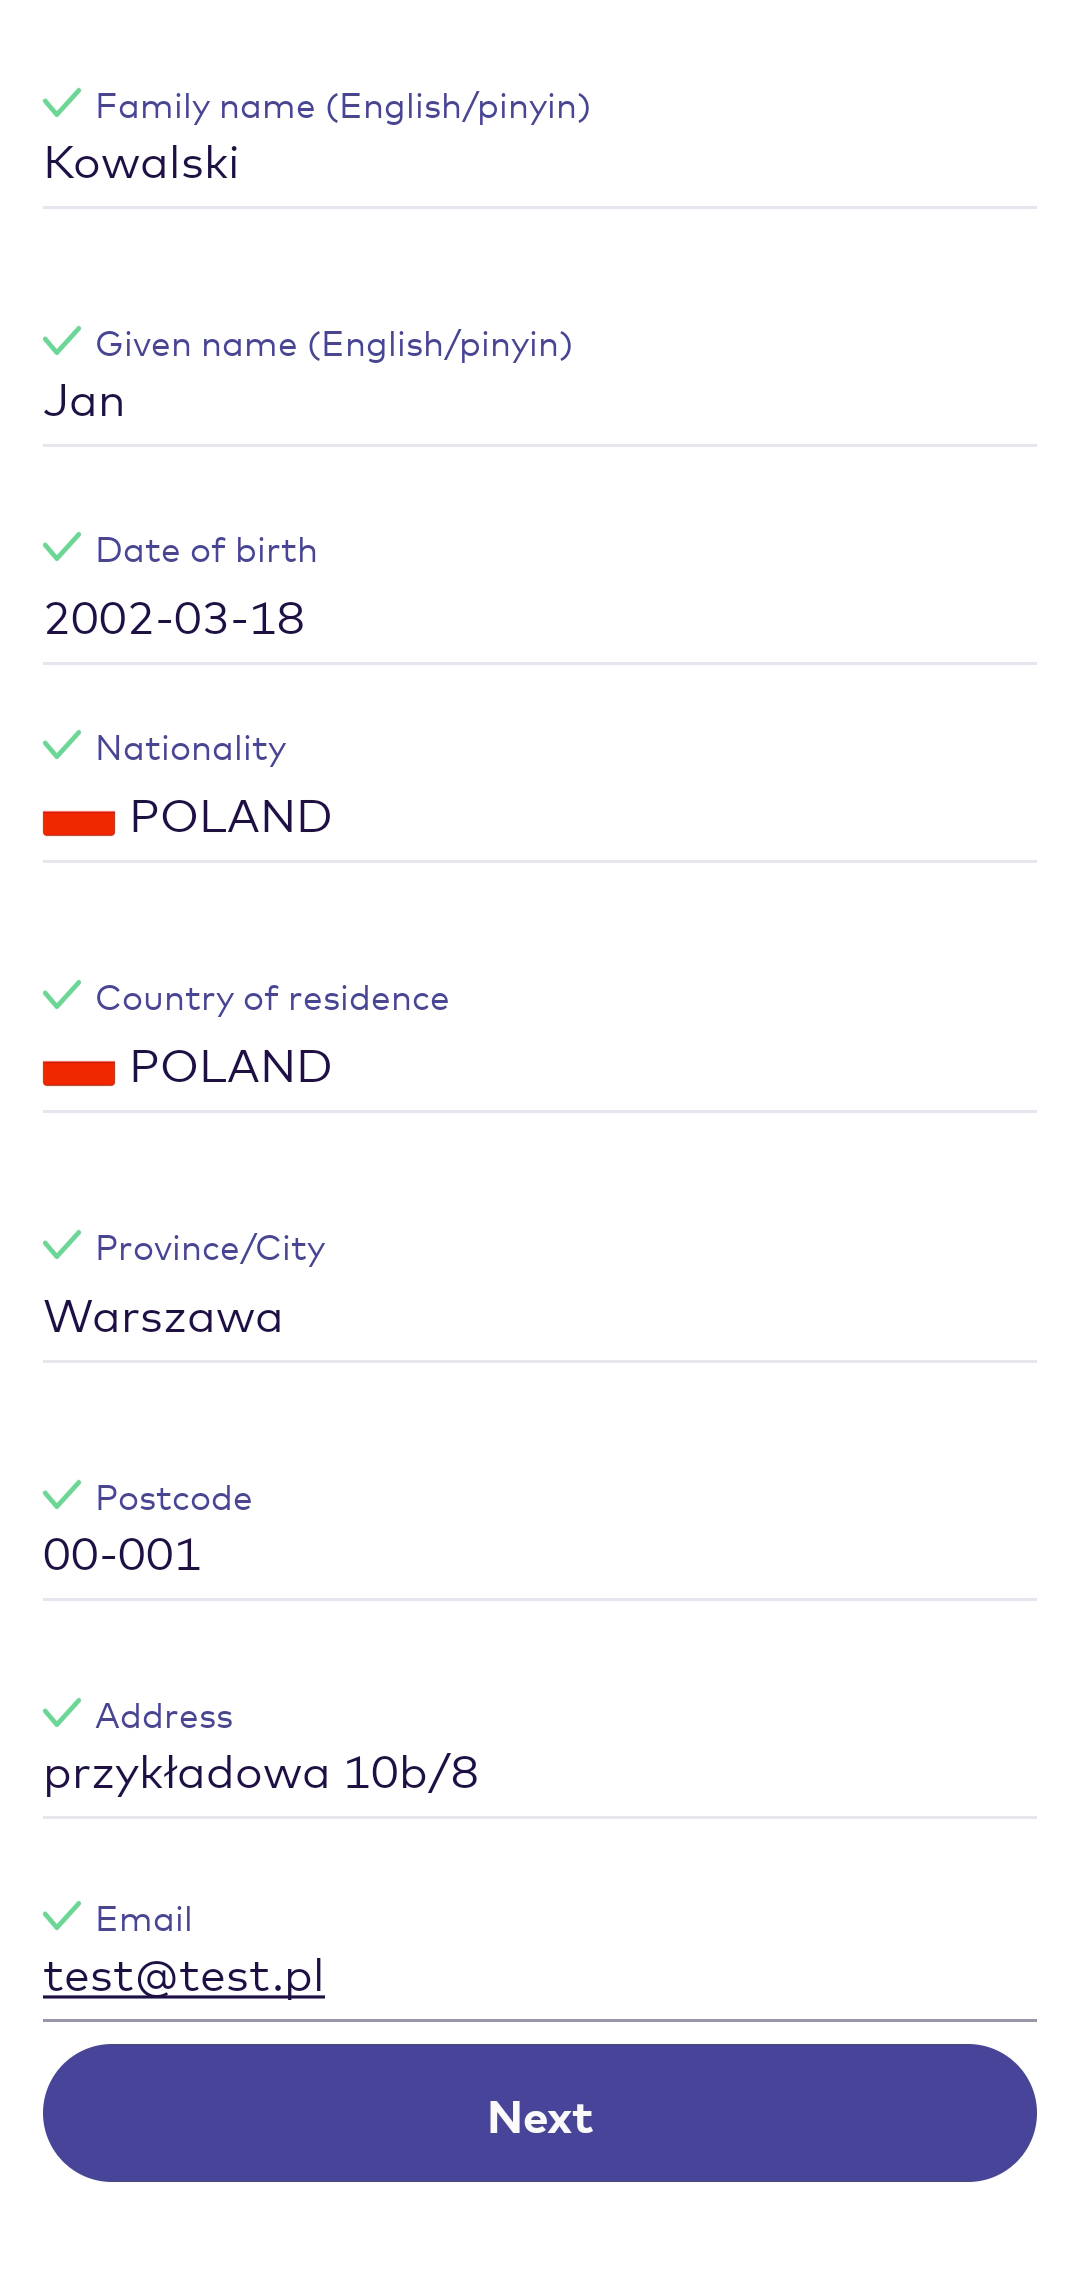 Family name (English/pinyin)
Kowalski
Given name (English/pinyin)
Jan
Date of birth
2002-03-18
Nationality
POLAND
Country of residence
POLAND
Province/City
Warszawa
Postcode
00-001
Address
przykładowa 10b/8
Email
test@test.pl
Next